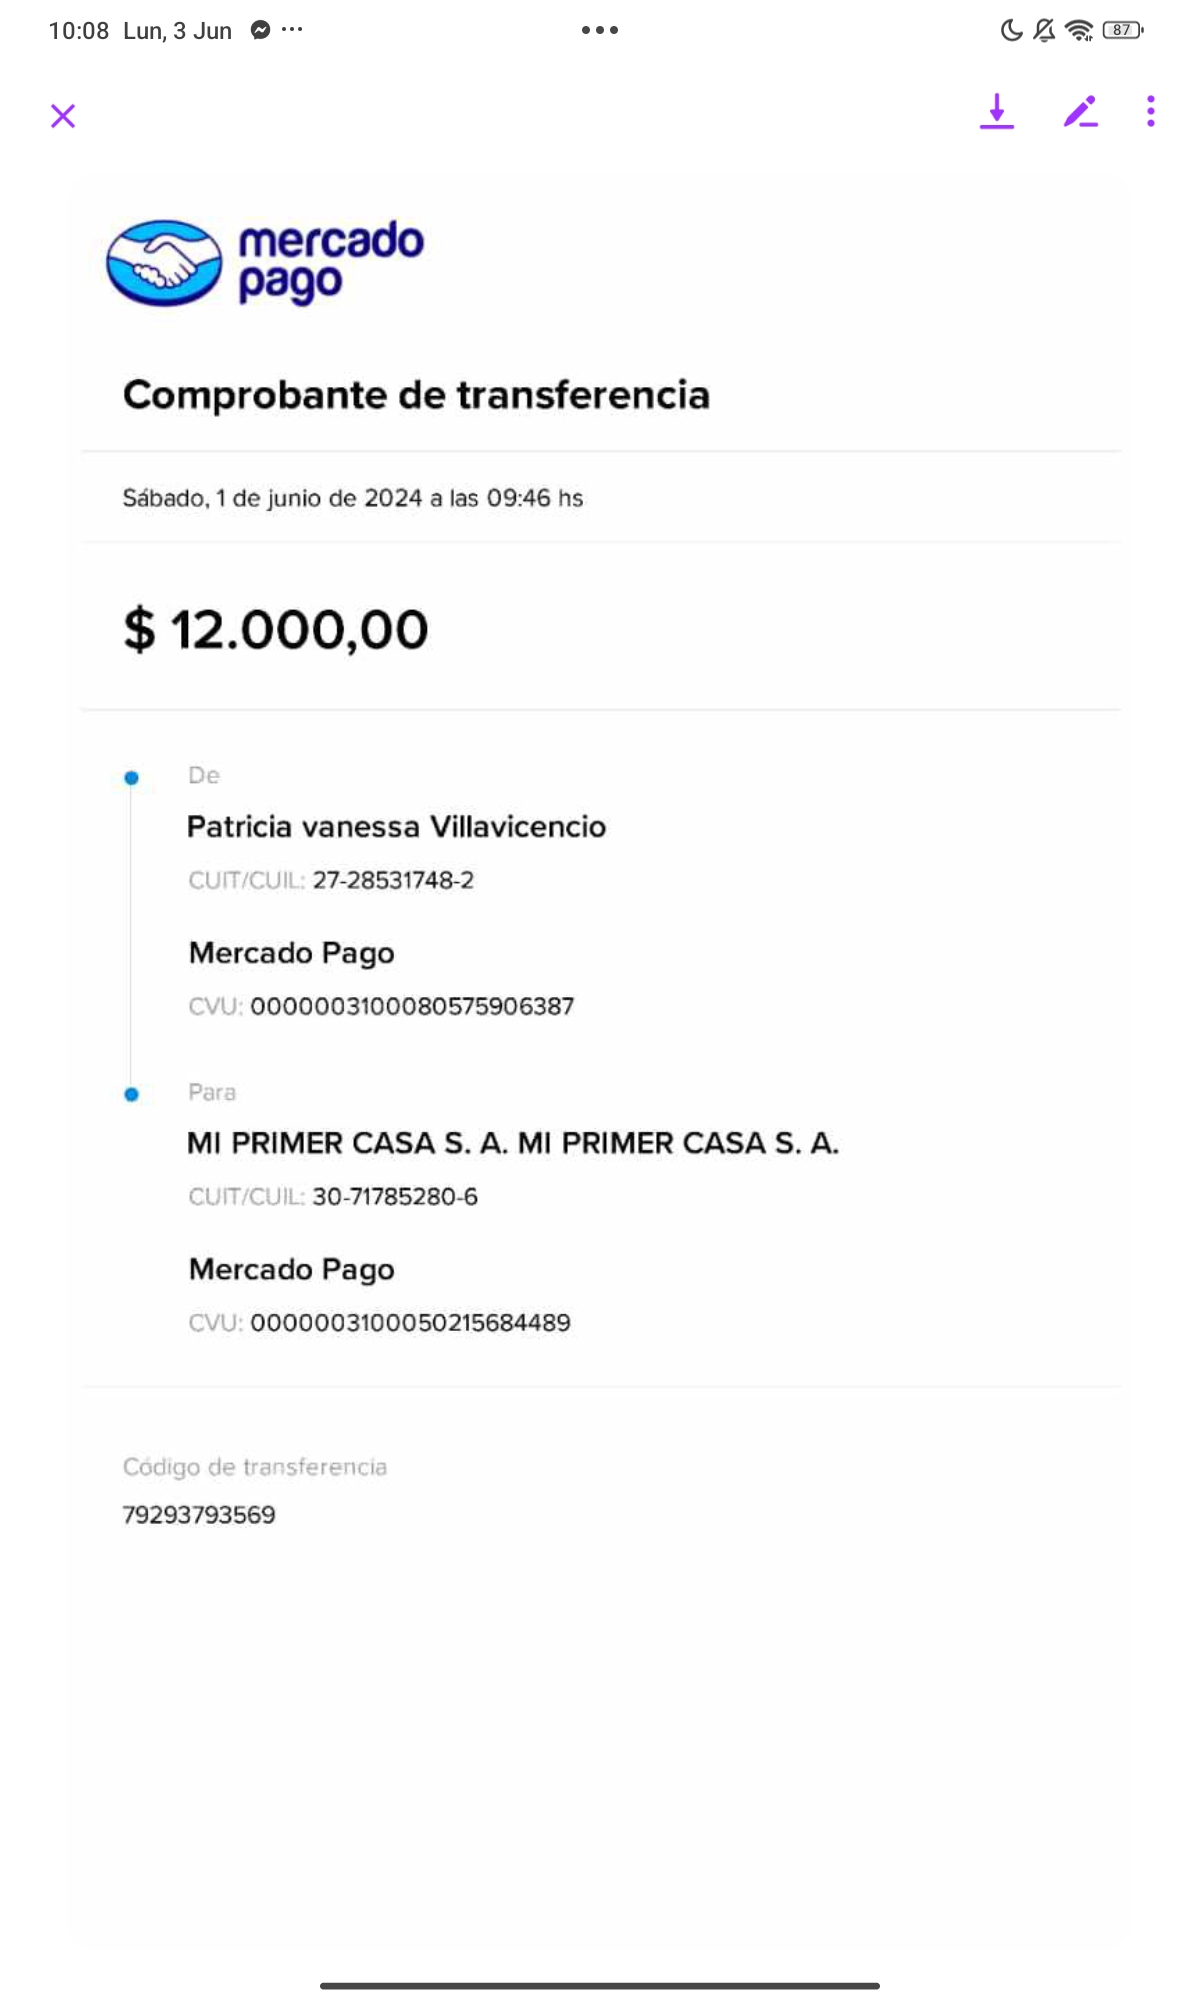 10:08 Lun, 3 Jun
87
mercado
pago
Comprobante de transferencia
Sábado, 1 de junio de 2024 a las 09:46 hs
$ 12.000,00
De
Patricia vanessa Villavicencio
CUIT/CUIL: 27-28531748-2
Mercado Pago
CVU: 0000003100080575906387
Para
MI PRIMER CASA S. A. MI PRIMER CASA S. A.
CUIT/CUIL: 30-71785280-6
Mercado Pago
CVU: 0000003100050215684489
Código de transferencia
79293793569